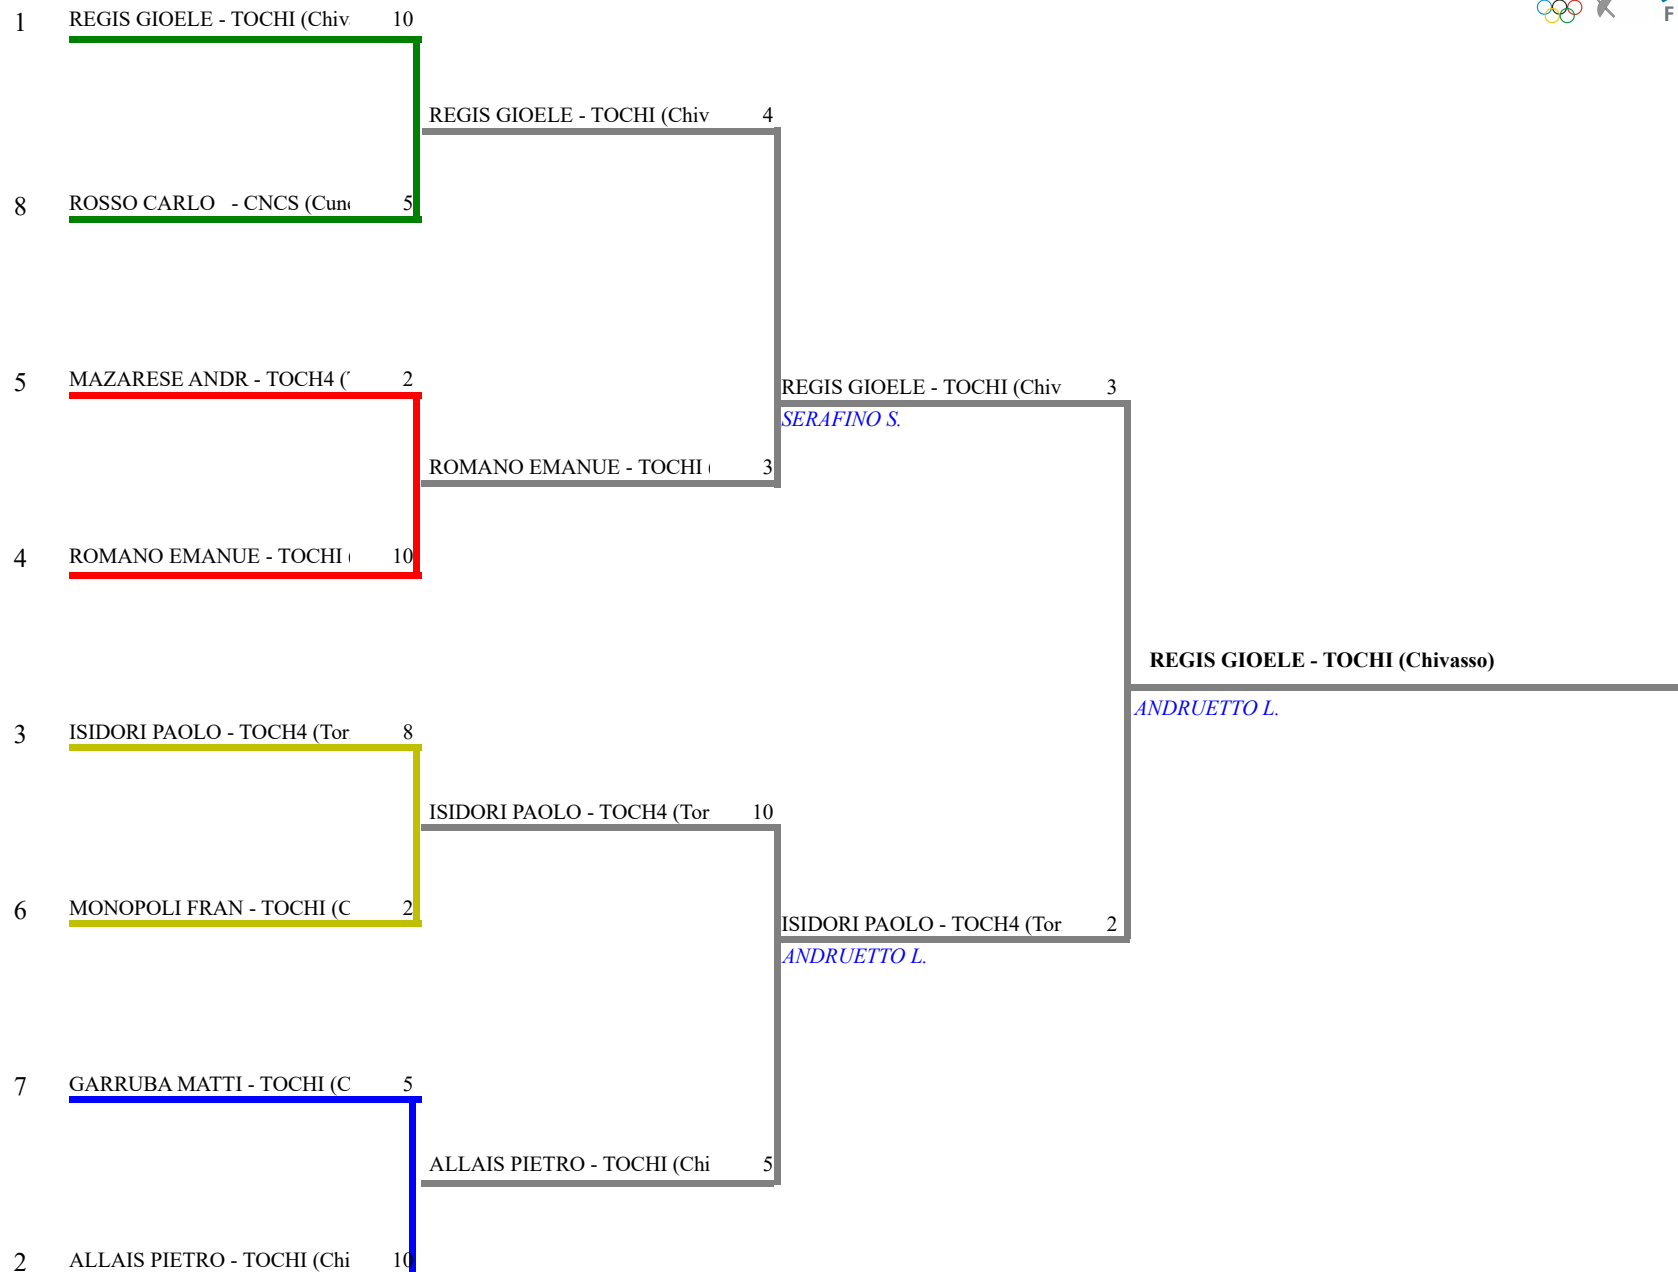 1 REGIS GIOELE - TOCHI (Chiv 10
REGIS GIOELE - TOCHI (Chiv 4
8 ROSSO CARLO - CNCS (Cun 5
5 MAZARESE ANDR - TOCH4 ( 2
REGIS GIOELE - TOCHI (Chiv 3
SERAFINO S.
ROMANO EMANUE - TOCHI ( 3
4 ROMANO EMANUE - TOCHI ( 10
REGIS GIOELE - TOCHI (Chivasso)
ANDRUETTO L.
3 ISIDORI PAOLO - TOCH4 (Tor 8
ISIDORI PAOLO - TOCH4 (Tor 10
6 MONOPOLI FRAN - TOCHI (C 2
ISIDORI PAOLO - TOCH4 (Tor 2
ANDRUETTO L.
7 GARRUBA MATTI - TOCHI (C 5
ALLAIS PIETRO - TOCHI (Chi 5
2 ALLAIS PIETRO - TOCHI (Chi 10